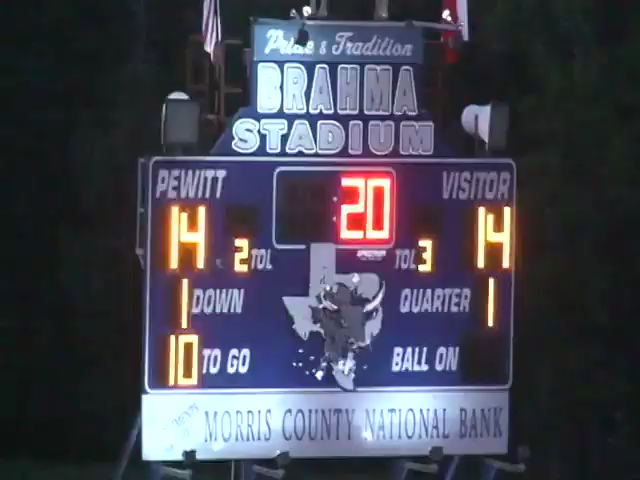 Pride & Tradition
BRAHMA
STADIUM
PEWITT 20 VISITOR
14 2 TOL TOL 3 14
1 DOWN QUARTER 1
10 TO GO BALL ON
MORRIS COUNTY NATIONAL BANK